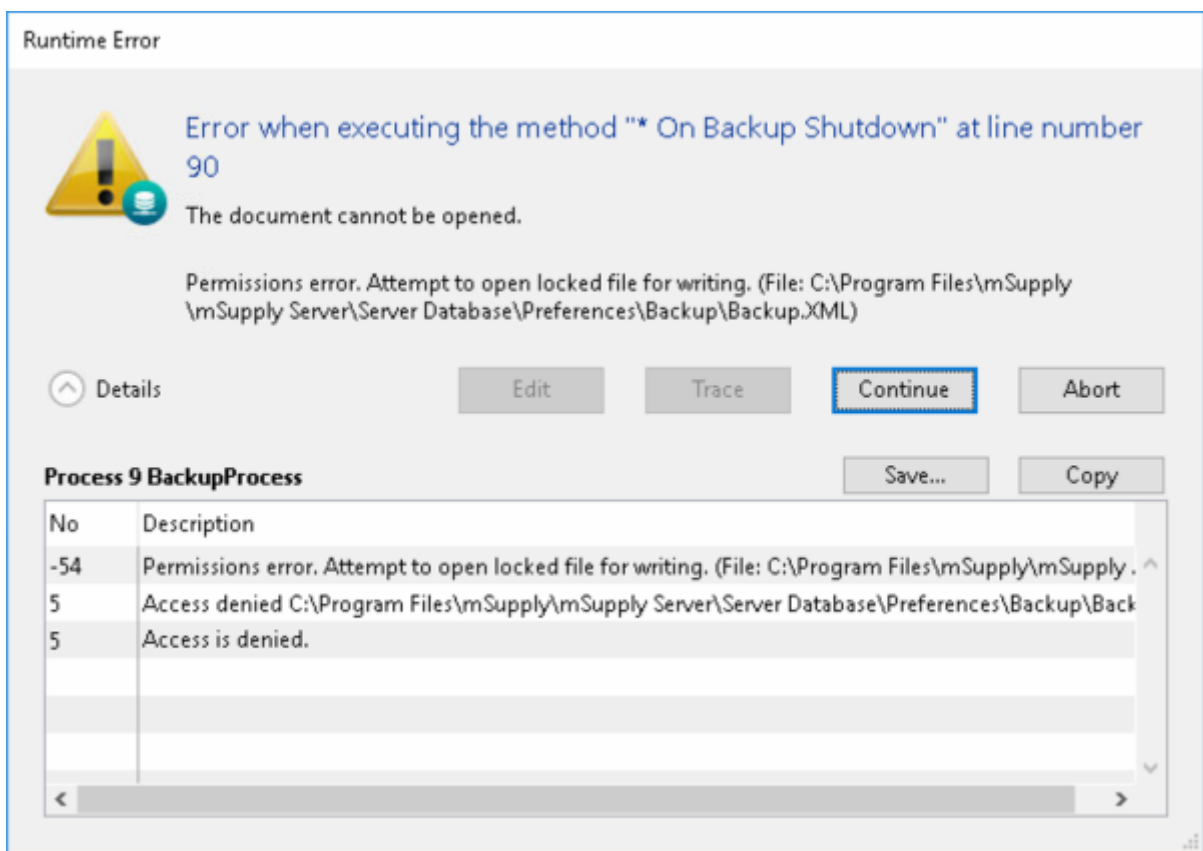 Runtime Error
Error when executing the method "* On Backup Shutdown" at line number
90
The document cannot be opened.
Permissions error. Attempt to open locked file for writing. (File: C:\Program Files\mSupply
\mSupply Server\Server Database\Preferences\Backup\Backup.XML)
Details Edit Trace Continue Abort
Process 9 BackupProcess Save... Copy
No Description
-54 Permissions error. Attempt to open locked file for writing. (File: C:\Program Files\mSupply\mSupply .
5 Access denied C:\Program Files\mSupply\mSupply Server\Server Database\Preferences\Backup\Back
5 Access is denied.